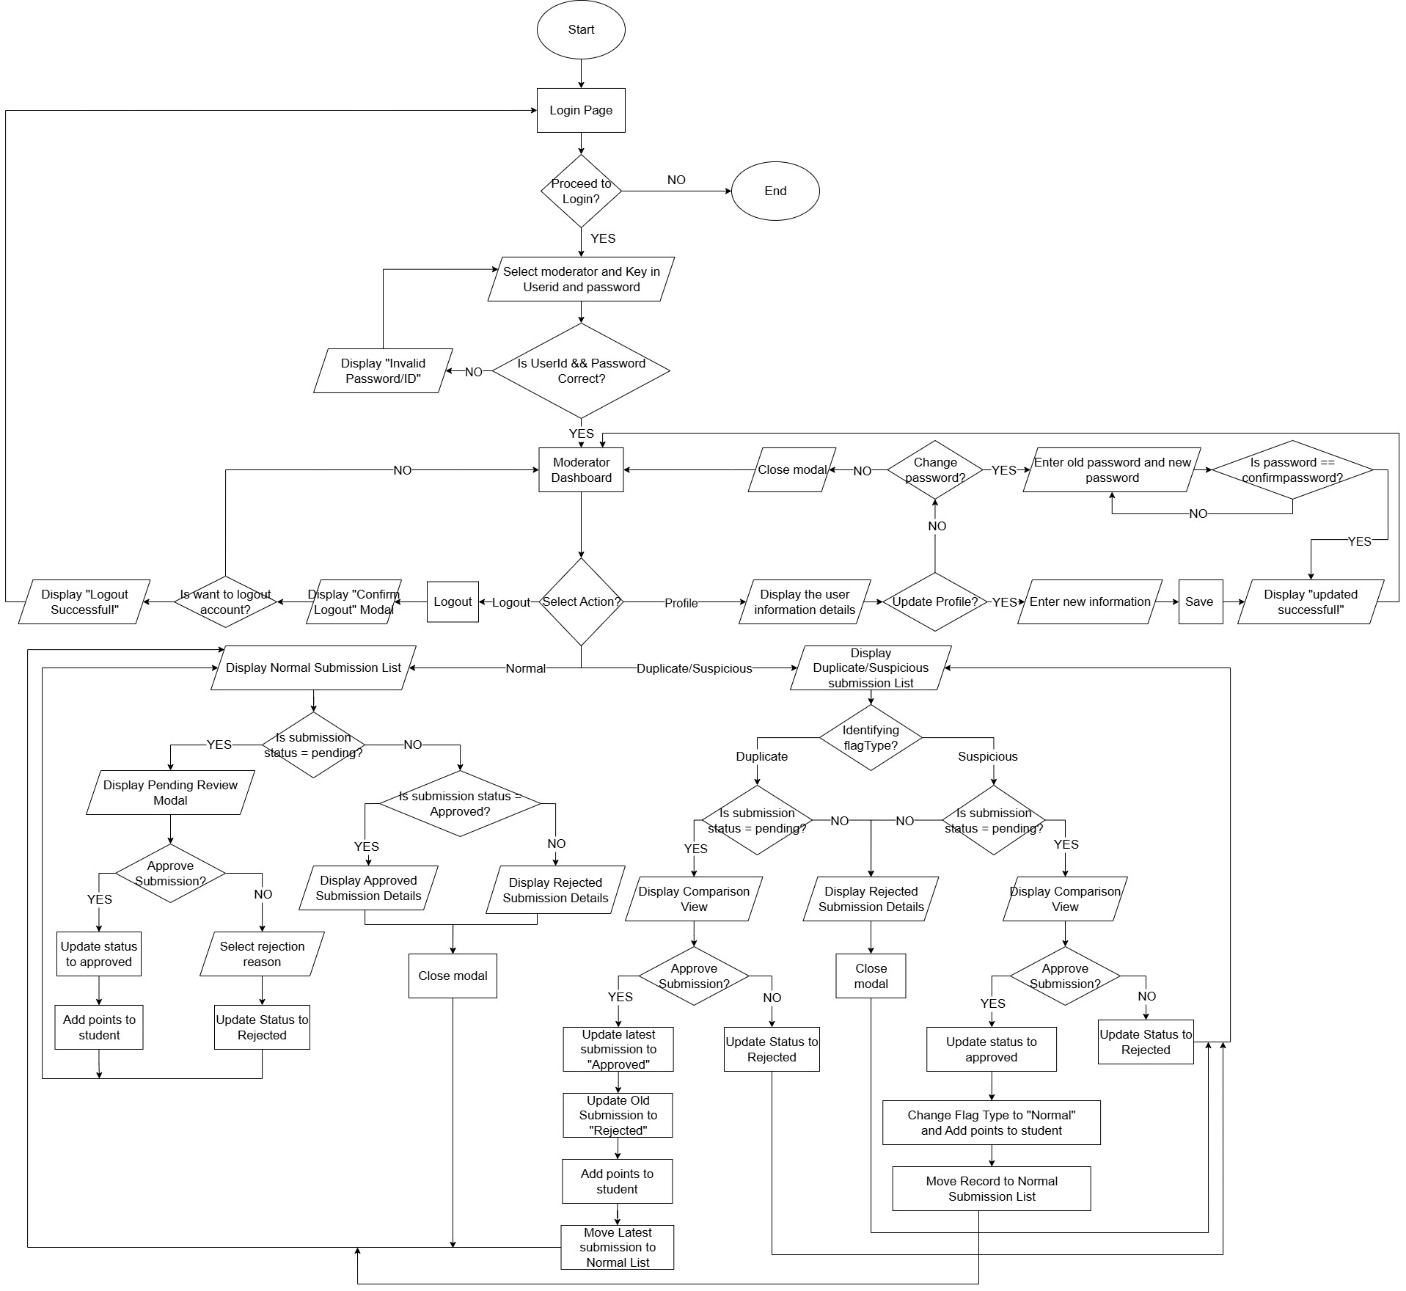 Start
Login Page
Proceed to
Login?
NO
End
YES
Select moderator and Key in
Userid and password
Is UserId && Password
Correct?
NO
Display "Invalid
Password/ID"
YES
Moderator
Dashboard
NO
Close modal
NO
Change
password?
YES
Enter old password and new
password
Is password ==
confirmpassword?
NO
YES
NO
Display "Logout
Successful!"
Is want to logout
account?
Display "Confirm
Logout" Modal
Logout
Logout
Select Action?
Profile
Display the user
information details
Update Profile?
YES
Enter new information
Save
Display "updated
successful!"
Display Normal Submission List
Normal
Duplicate/Suspicious
Display
Duplicate/Suspicious
submission List
Is submission
status = pending?
YES
NO
Identifying
flagType?
Duplicate
Suspicious
Display Pending Review
Modal
Is submission status =
Approved?
Is submission
status = pending?
NO
NO
Is submission
status = pending?
YES
NO
YES
YES
Approve
Submission?
YES
NO
Display Approved
Submission Details
Display Rejected
Submission Details
Display Comparison
View
Display Rejected
Submission Details
Display Comparison
View
Update status
to approved
Select rejection
reason
Close modal
Approve
Submission?
YES
NO
Close
modal
Approve
Submission?
YES
NO
Add points to
student
Update Status to
Rejected
Update latest
submission to
"Approved"
Update Status to
Rejected
Update status to
approved
Update Status to
Rejected
Update Old
Submission to
"Rejected"
Change Flag Type to "Normal"
and Add points to student
Add points to
student
Move Record to Normal
Submission List
Move Latest
submission to
Normal List